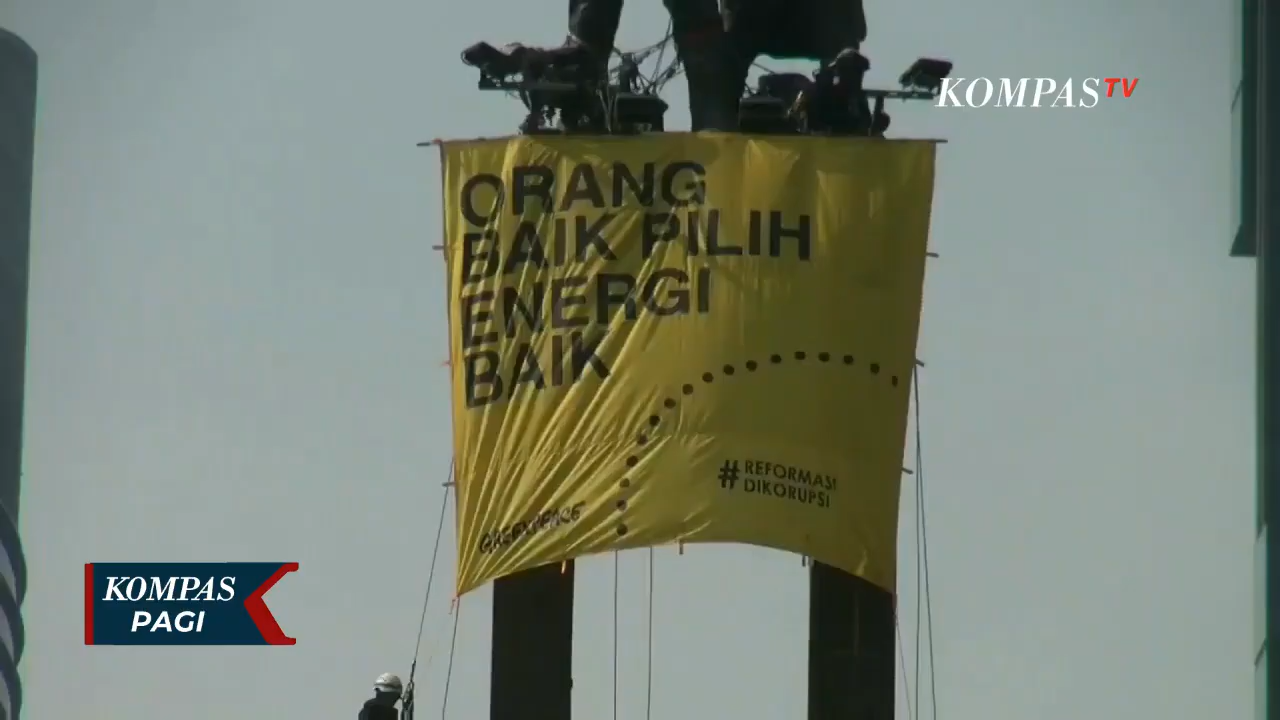 KOMPASTV
ORANG
BAIK PILIH
ENERGI
BAIK
#REFORMASI
DIKORUPSI
GREENPEACE
KOMPAS
PAGI